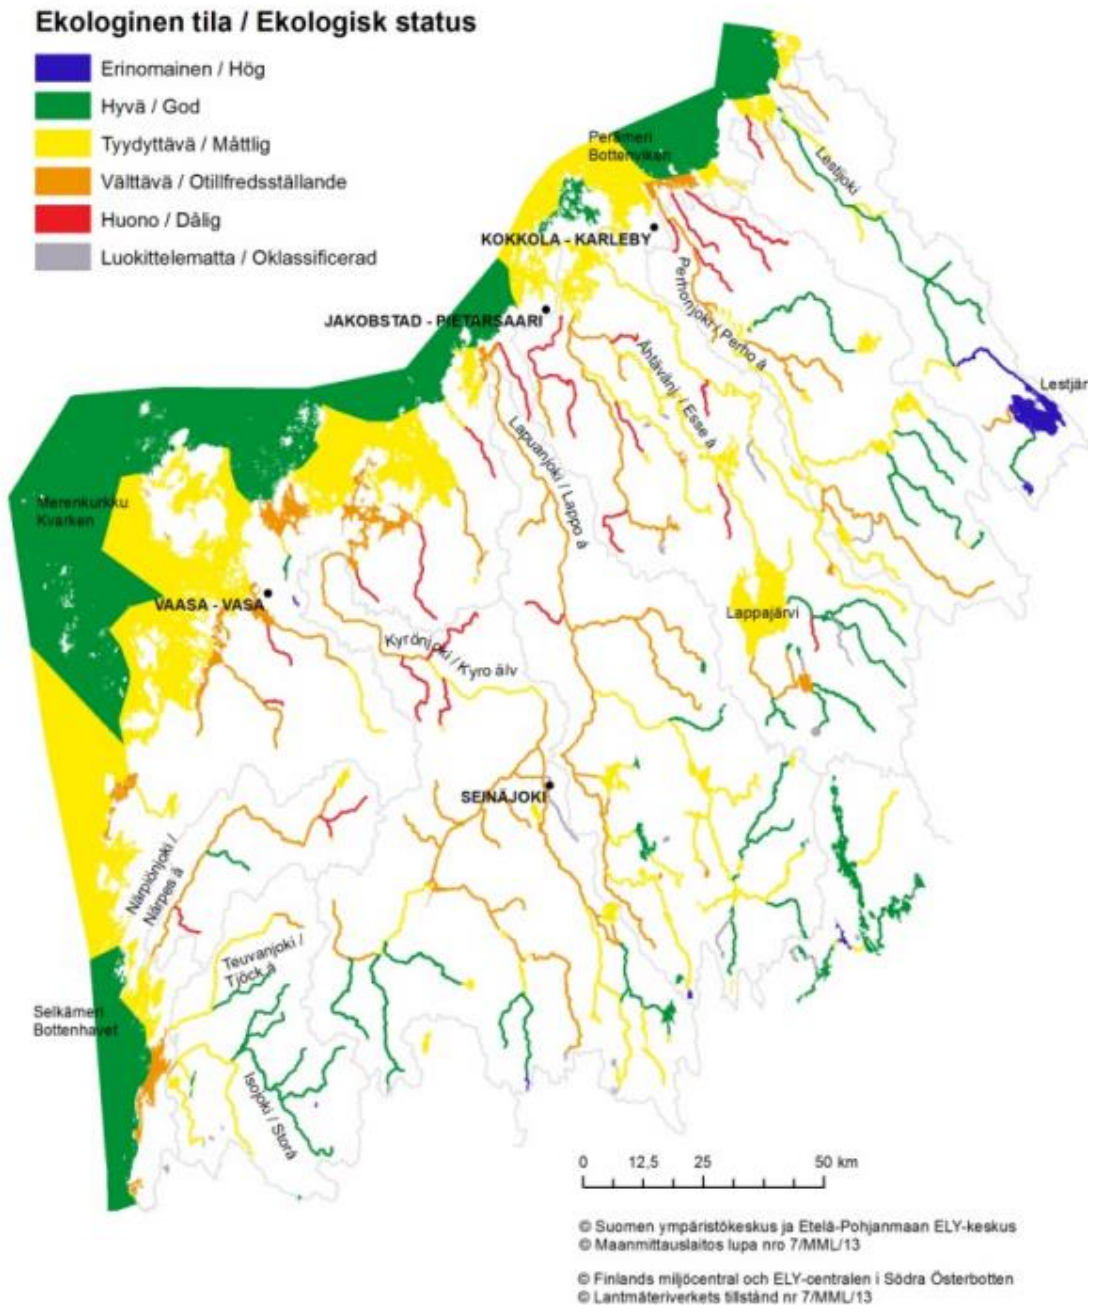 Ekologinen tila / Ekologisk status
Erinomainen / Hög
Hyvä / God
Tyydyttävä / Måttlig
Välttävä / Otillfredsställande
Huono / Dålig
Luokittelematta / Oklassificerad
Perämeri
Bottenviken
Lestijoki
KOKKOLA - KARLEBY
Perhonjoki / Perho å
JAKOBSTAD - PIETARSAARI
Ähtävänj. / Esse å
Lestjär
Lapuanjoki / Lappo å
Merenkurkku
Kvarken
VAASA - VASA
Lappajärvi
Kyrönjoki / Kyro älv
SEINÄJOKI
Närpiönjoki /
Närpes å
Teuvanjoki /
Tjöck å
Selkämeri
Bottenhavet
Isojoki / Storå
0 12,5 25 50 km
© Suomen ympäristökeskus ja Etelä-Pohjanmaan ELY-keskus
© Maanmittauslaitos lupa nro 7/MML/13
© Finlands miljöcentral och ELY-centralen i Södra Österbotten
© Lantmäteriverkets tillstånd nr 7/MML/13